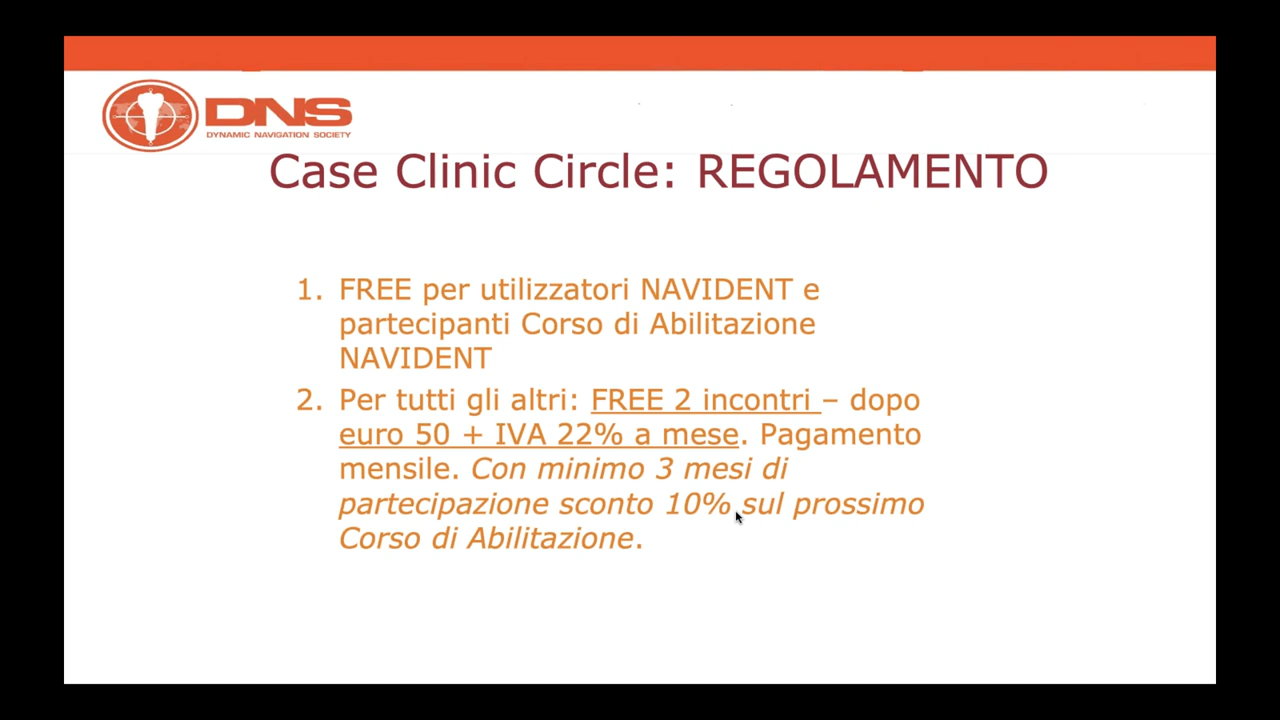 DNS
DYNAMIC NAVIGATION SOCIETY
Case Clinic Circle: REGOLAMENTO
1. FREE per utilizzatori NAVIDENT e
partecipanti Corso di Abilitazione
NAVIDENT
2. Per tutti gli altri: FREE 2 incontri – dopo
euro 50 + IVA 22% a mese. Pagamento
mensile. Con minimo 3 mesi di
partecipazione sconto 10% sul prossimo
Corso di Abilitazione.